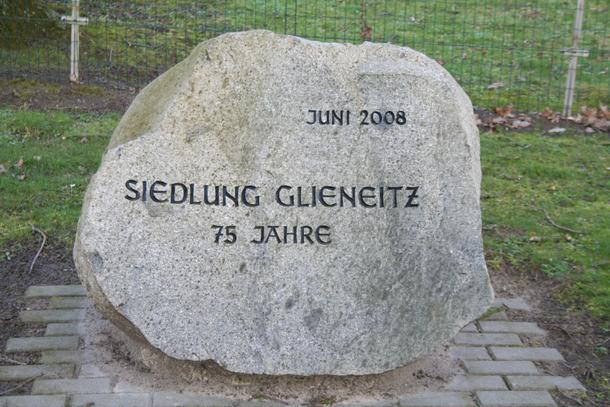 JUNI 2008
SIEDLUNG GLIENEITZ
75 JAHRE